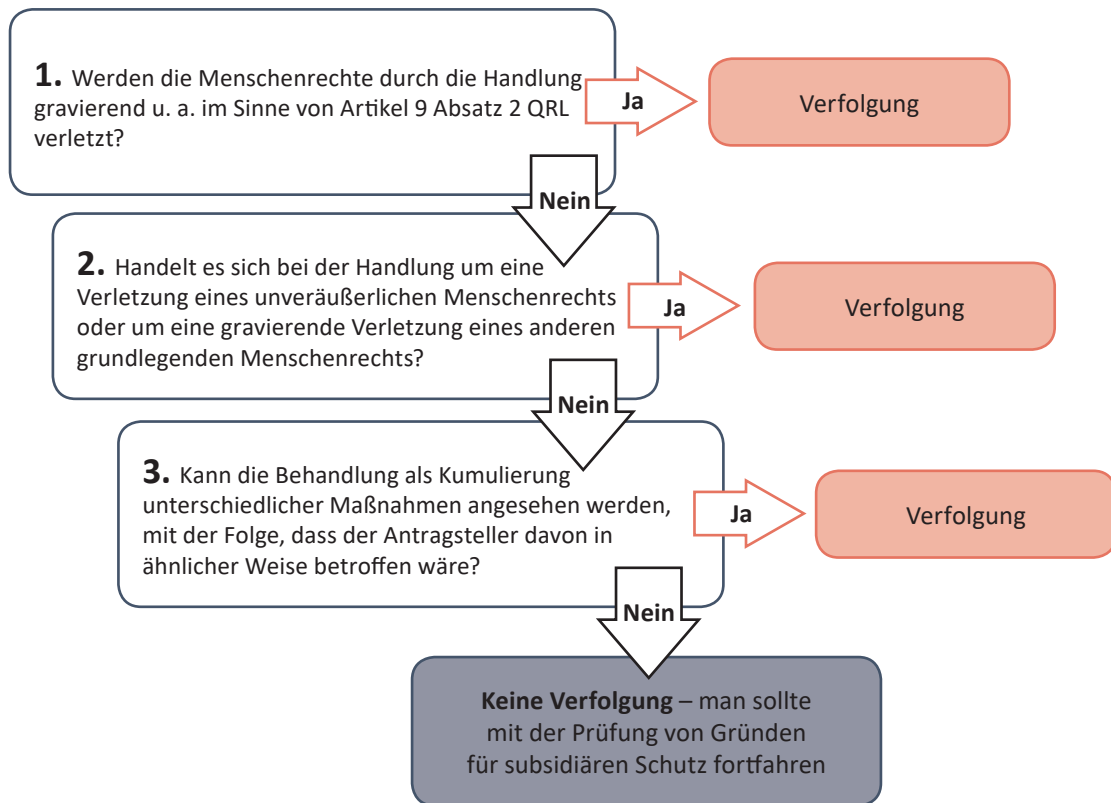 1. Werden die Menschenrechte durch die Handlung
gravierend u. a. im Sinne von Artikel 9 Absatz 2 QRL
verletzt?
Ja
Verfolgung
Nein
2. Handelt es sich bei der Handlung um eine
Verletzung eines unveräußerlichen Menschenrechts
oder um eine gravierende Verletzung eines anderen
grundlegenden Menschenrechts?
Ja
Verfolgung
Nein
3. Kann die Behandlung als Kumulierung
unterschiedlicher Maßnahmen angesehen werden,
mit der Folge, dass der Antragsteller davon in
ähnlicher Weise betroffen wäre?
Ja
Verfolgung
Nein
Keine Verfolgung – man sollte
mit der Prüfung von Gründen
für subsidiären Schutz fortfahren